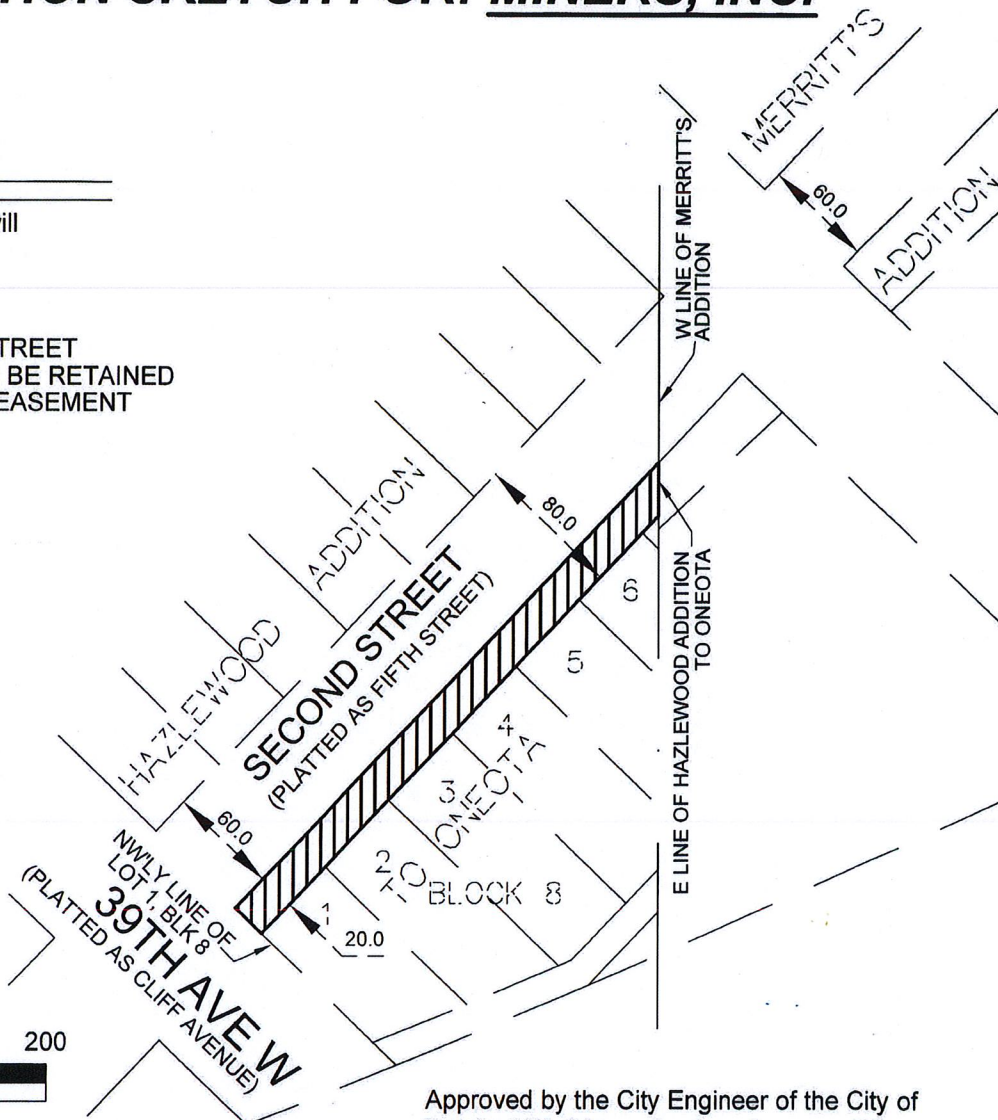 MINERS, INC.
MERRITT'S
ADDITION
60.0
W LINE OF MERRITT'S
ADDITION
TREET
BE RETAINED
EASEMENT
HAZLEWOOD
ADDITION
80.0
SECOND STREET
(PLATTED AS FIFTH STREET)
6
5
4
3
2
1
TO
ONEOTA
BLOCK 8
E LINE OF HAZLEWOOD ADDITION
TO ONEOTA
60.0
NW'LY LINE OF
LOT 1, BLK 8
20.0
39TH AVE W
(PLATTED AS CLIFF AVENUE)
200
Approved by the City Engineer of the City of